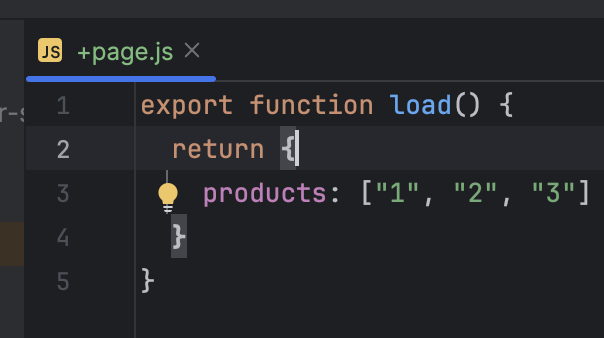 JS +page.js ×
r-s
1 export function load() {
2   return {
3     products: ["1", "2", "3"]
4   }
5 }